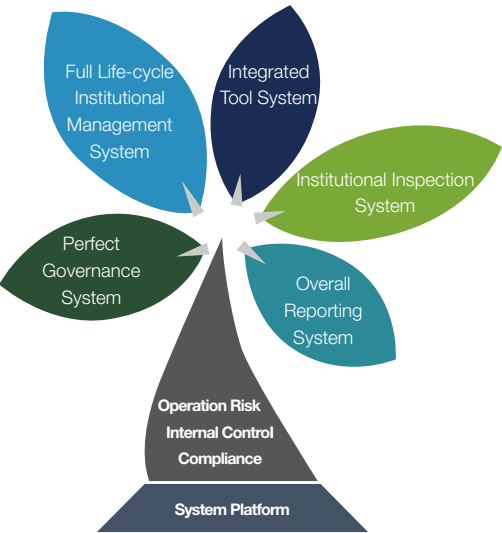 Full Life-cycle
Institutional
Management
System
Integrated
Tool System
Institutional Inspection
System
Perfect
Governance
System
Overall
Reporting
System
Operation Risk
Internal Control
Compliance
System Platform